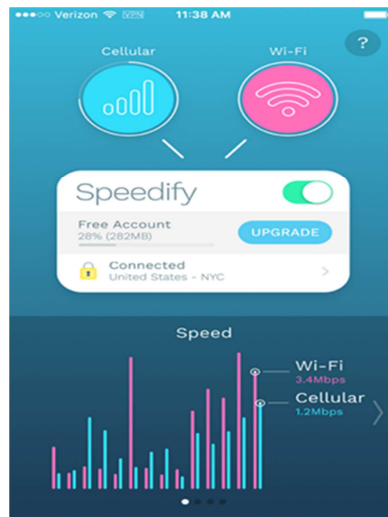 Verizon VPN 11:38 AM
Cellular Wi-Fi ?
Speedify
Free Account
28% (282MB)
UPGRADE
Connected
United States - NYC
Speed
Wi-Fi
3.4Mbps
Cellular
1.2Mbps